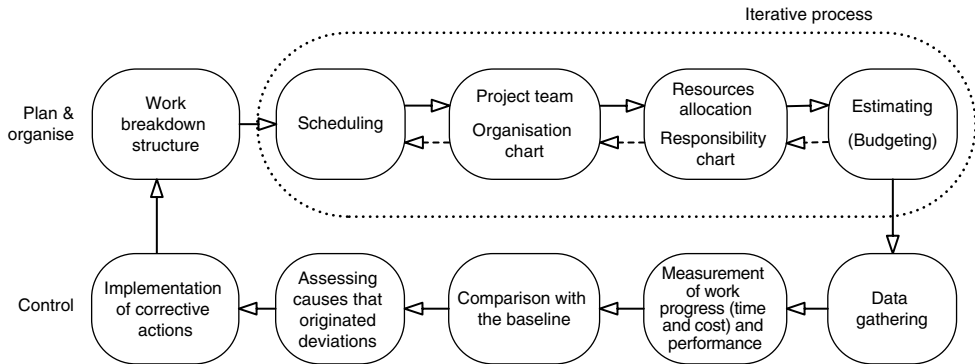 Iterative process
Plan &
organise
Work
breakdown
structure
Scheduling
Project team
Organisation
chart
Resources
allocation
Responsibility
chart
Estimating
(Budgeting)
Control
Implementation
of corrective
actions
Assessing
causes that
originated
deviations
Comparison with
the baseline
Measurement
of work
progress (time
and cost) and
performance
Data
gathering